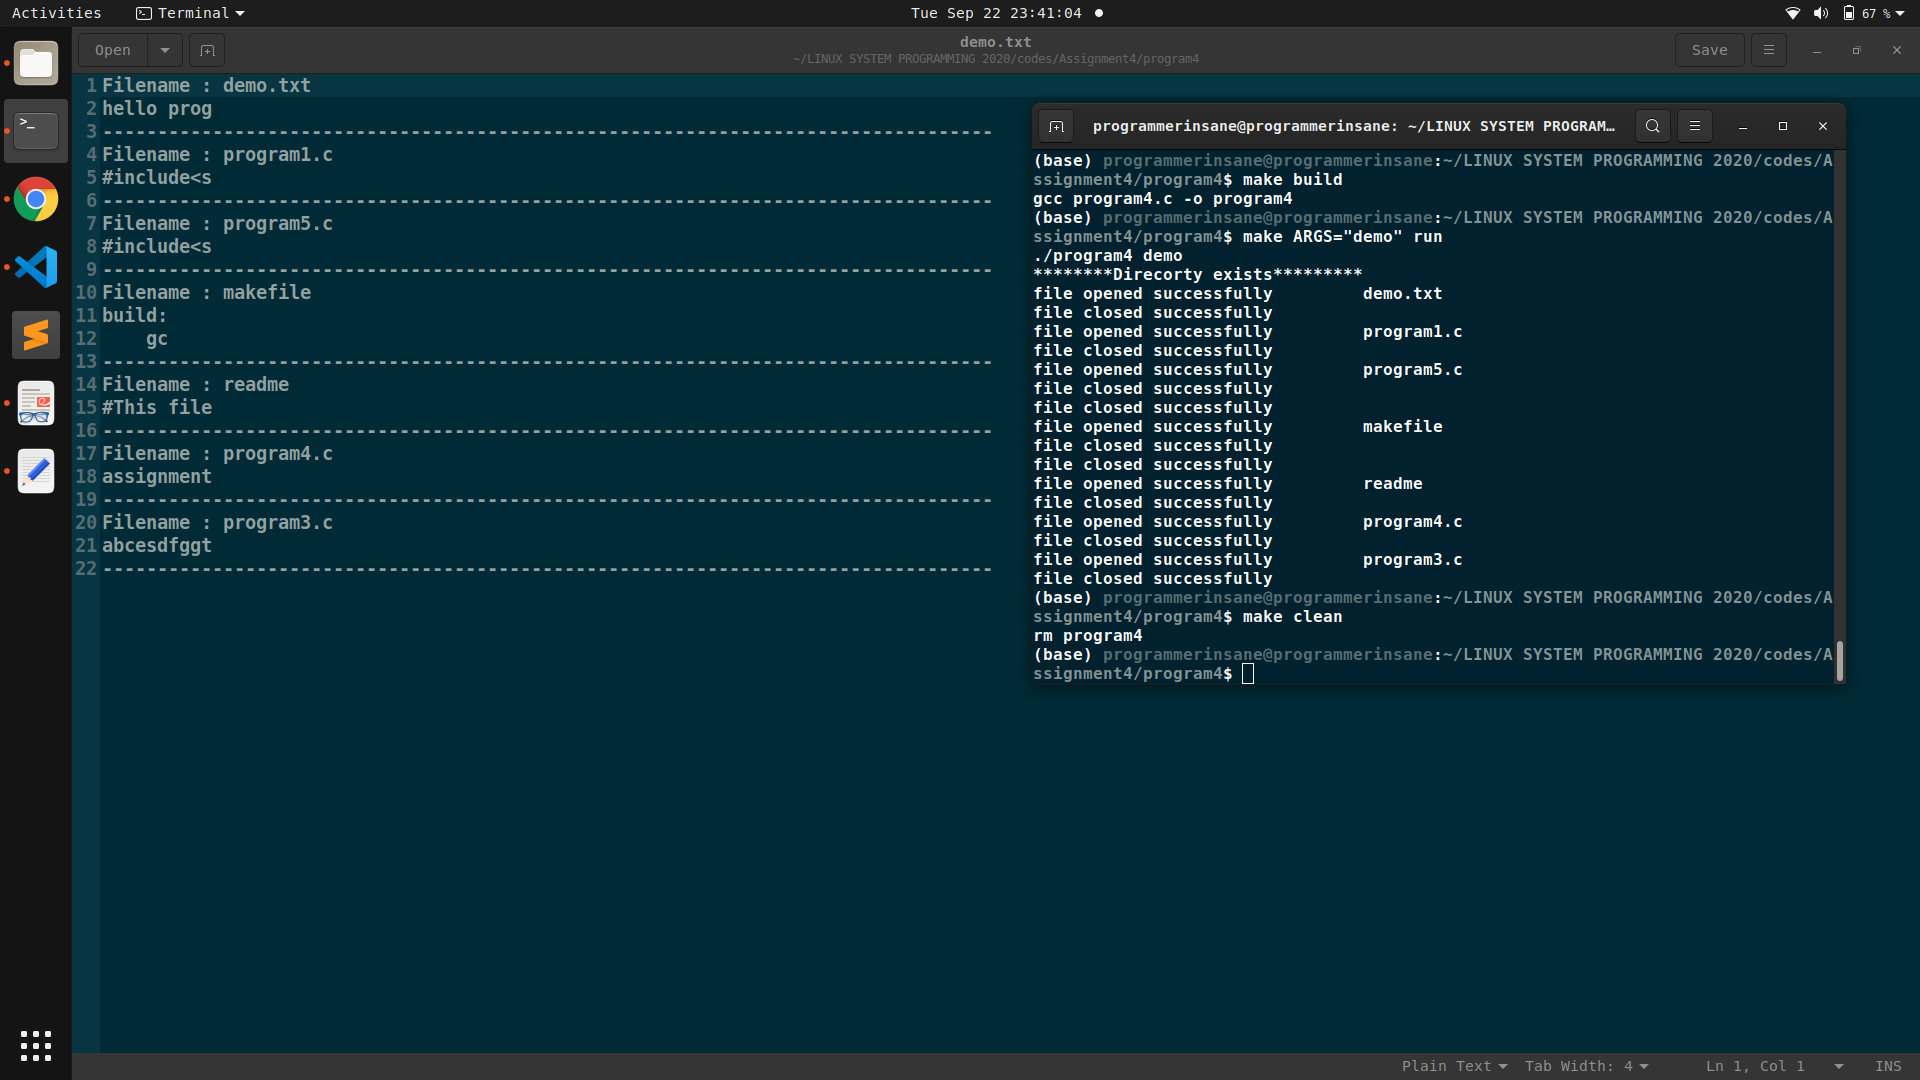 Activities Terminal Tue Sep 22 23:41:04 67 %
Open demo.txt Save
~/LINUX SYSTEM PROGRAMMING 2020/codes/Assignment4/program4
1 Filename : demo.txt
2 hello prog
3 ---------------------------------------------------------------------------------
4 Filename : program1.c
5 #include<s
6 ---------------------------------------------------------------------------------
7 Filename : program5.c
8 #include<s
9 ---------------------------------------------------------------------------------
10 Filename : makefile
11 build:
12     gc
13 ---------------------------------------------------------------------------------
14 Filename : readme
15 #This file
16 ---------------------------------------------------------------------------------
17 Filename : program4.c
18 assignment
19 ---------------------------------------------------------------------------------
20 Filename : program3.c
21 abcesdfggt
22 ---------------------------------------------------------------------------------
programmerinsane@programmerinsane: ~/LINUX SYSTEM PROGRAM…
(base) programmerinsane@programmerinsane:~/LINUX SYSTEM PROGRAMMING 2020/codes/A
ssignment4/program4$ make build
gcc program4.c -o program4
(base) programmerinsane@programmerinsane:~/LINUX SYSTEM PROGRAMMING 2020/codes/A
ssignment4/program4$ make ARGS="demo" run
./program4 demo
********Direcorty exists*********
file opened successfully         demo.txt
file closed successfully
file opened successfully         program1.c
file closed successfully
file opened successfully         program5.c
file closed successfully
file closed successfully
file opened successfully         makefile
file closed successfully
file closed successfully
file opened successfully         readme
file closed successfully
file opened successfully         program4.c
file closed successfully
file opened successfully         program3.c
file closed successfully
(base) programmerinsane@programmerinsane:~/LINUX SYSTEM PROGRAMMING 2020/codes/A
ssignment4/program4$ make clean
rm program4
(base) programmerinsane@programmerinsane:~/LINUX SYSTEM PROGRAMMING 2020/codes/A
ssignment4/program4$
Plain Text Tab Width: 4 Ln 1, Col 1 INS